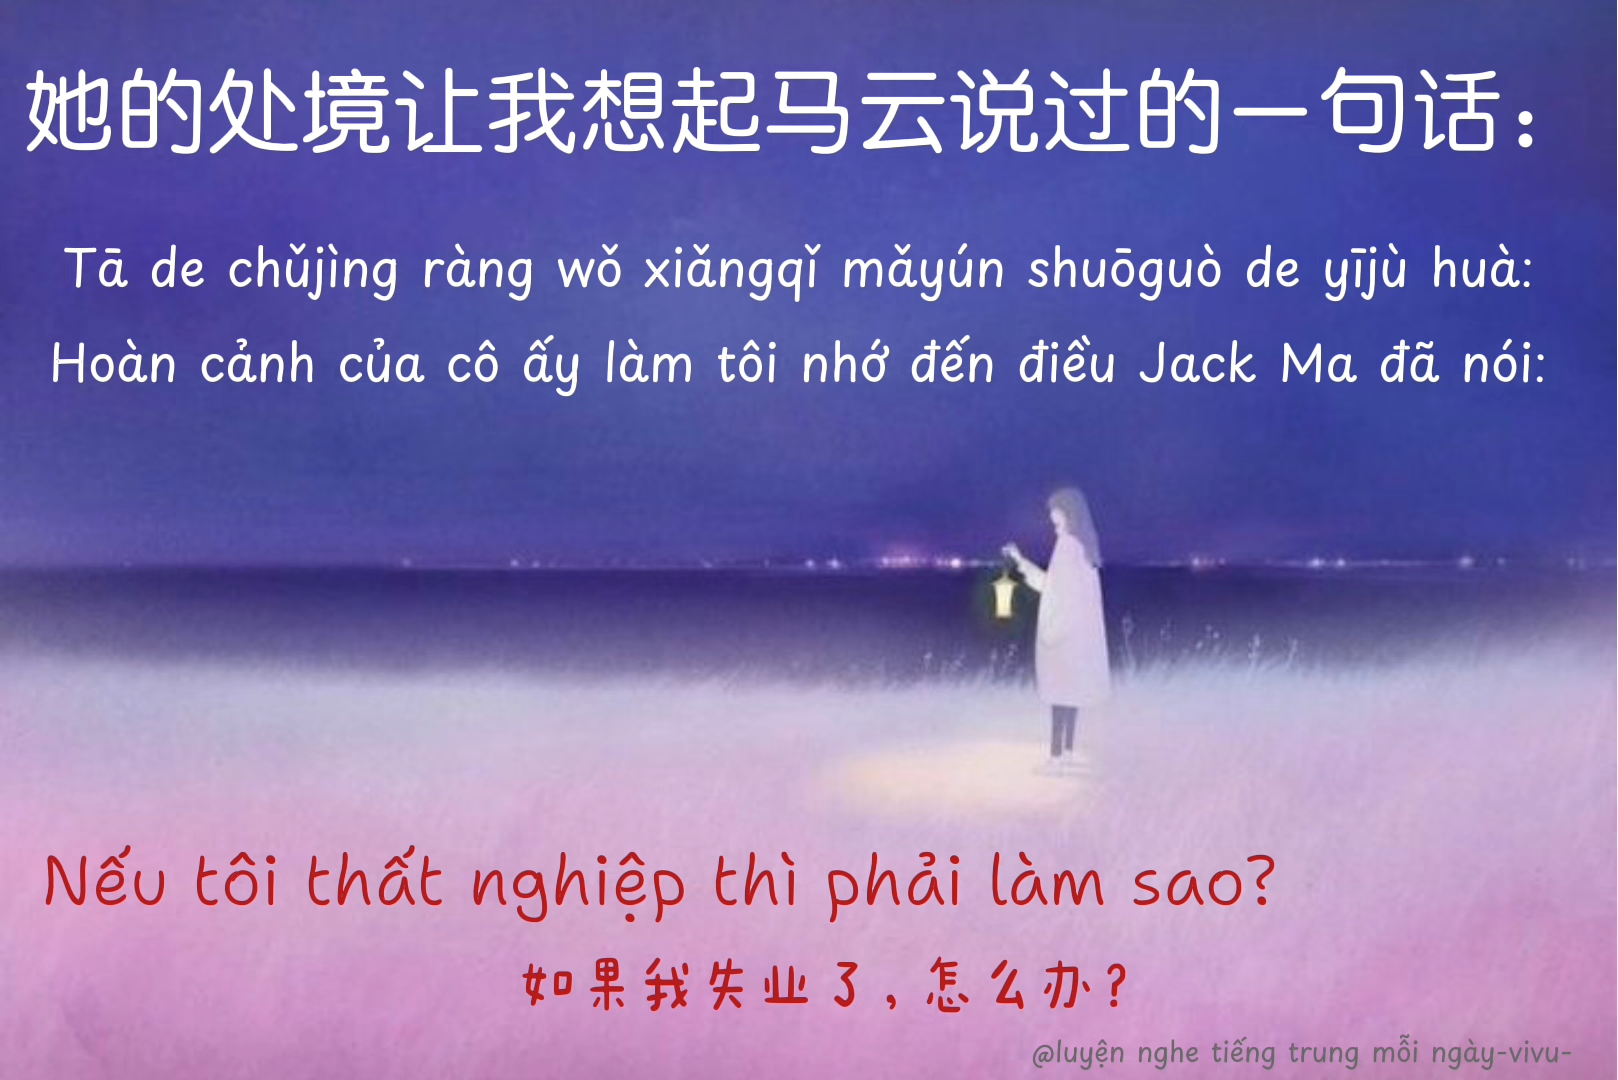 她的处境让我想起马云说过的一句话：
Tā de chǔjìng ràng wǒ xiǎngqǐ mǎyún shuōguò de yījù huà:
Hoàn cảnh của cô ấy làm tôi nhớ đến điều Jack Ma đã nói:
Nếu tôi thất nghiệp thì phải làm sao?
如果我失业了，怎么办？
@luyện nghe tiếng trung mỗi ngày-vivu-